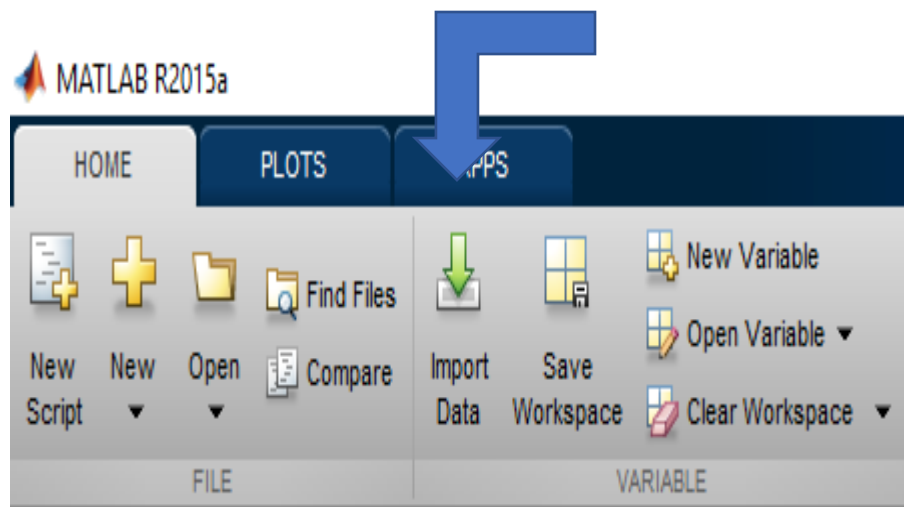 MATLAB R2015a
HOME PLOTS APPS
New Variable
Find Files
Open Variable
New New Open Compare Import Save
Script Data Workspace Clear Workspace
FILE VARIABLE